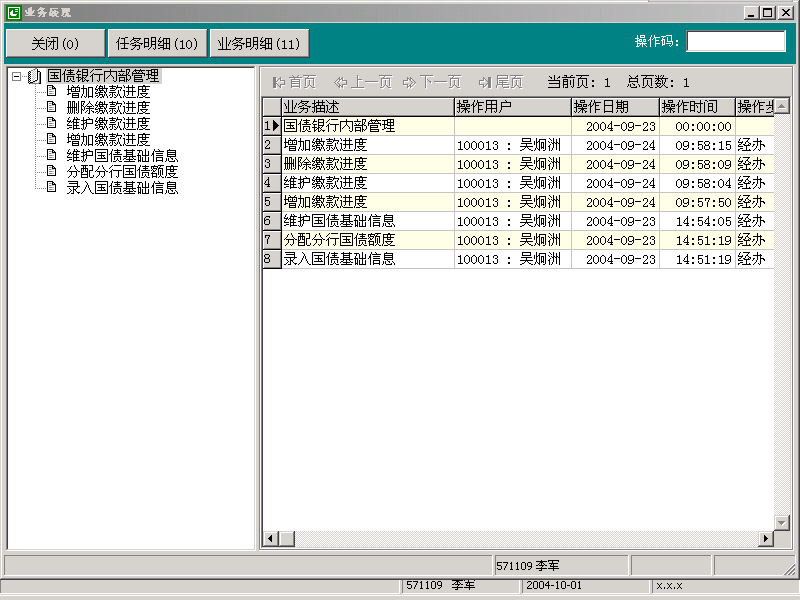 业务展现
关闭(0) 任务明细(10) 业务明细(11) 操作码:
国债银行内部管理
增加缴款进度
删除缴款进度
维护缴款进度
增加缴款进度
维护国债基础信息
分配分行国债额度
录入国债基础信息
首页 上一页 下一页 尾页 当前页: 1 总页数: 1
业务描述 操作用户 操作日期 操作时间 操作步
1 国债银行内部管理 2004-09-23 00:00:00
2 增加缴款进度 100013 : 吴炯洲 2004-09-24 09:58:15 经办
3 删除缴款进度 100013 : 吴炯洲 2004-09-24 09:58:09 经办
4 维护缴款进度 100013 : 吴炯洲 2004-09-24 09:58:04 经办
5 增加缴款进度 100013 : 吴炯洲 2004-09-24 09:57:50 经办
6 维护国债基础信息 100013 : 吴炯洲 2004-09-23 14:54:05 经办
7 分配分行国债额度 100013 : 吴炯洲 2004-09-23 14:51:19 经办
8 录入国债基础信息 100013 : 吴炯洲 2004-09-23 14:51:19 经办
571109 李军
571109 李军 2004-10-01 x.x.x